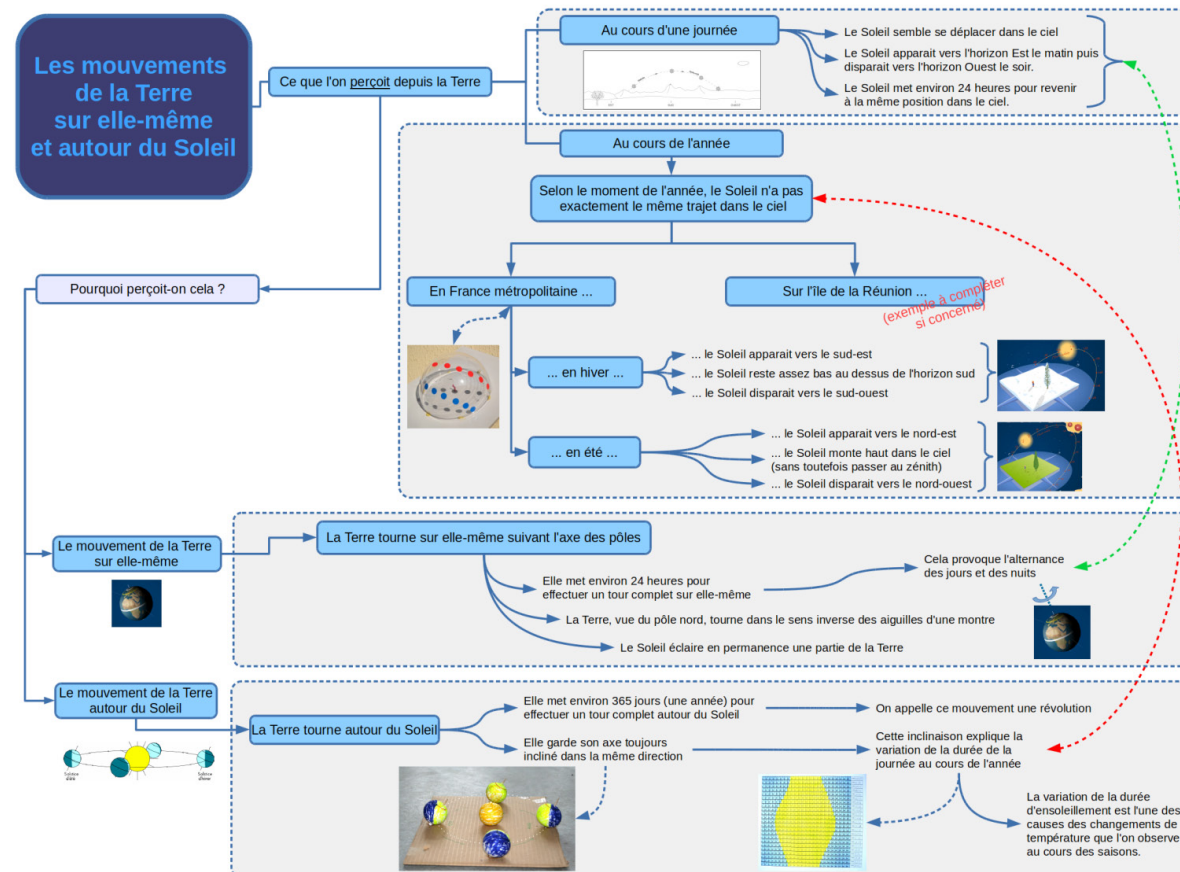 Les mouvements
de la Terre
sur elle-même
et autour du Soleil
Ce que l'on perçoit depuis la Terre
Au cours d'une journée
Le Soleil semble se déplacer dans le ciel
Le Soleil apparait vers l'horizon Est le matin puis
disparait vers l'horizon Ouest le soir.
Le Soleil met environ 24 heures pour revenir
à la même position dans le ciel.
Au cours de l'année
Selon le moment de l'année, le Soleil n'a pas
exactement le même trajet dans le ciel
En France métropolitaine ...
Sur l'île de la Réunion ...
(exemple à compléter
si concerné)
... en hiver ...
... le Soleil apparait vers le sud-est
... le Soleil reste assez bas au dessus de l'horizon sud
... le Soleil disparait vers le sud-ouest
... en été ...
... le Soleil apparait vers le nord-est
... le Soleil monte haut dans le ciel
(sans toutefois passer au zénith)
... le Soleil disparait vers le nord-ouest
Pourquoi perçoit-on cela ?
Le mouvement de la Terre
sur elle-même
La Terre tourne sur elle-même suivant l'axe des pôles
Elle met environ 24 heures pour
effectuer un tour complet sur elle-même
Cela provoque l'alternance
des jours et des nuits
La Terre, vue du pôle nord, tourne dans le sens inverse des aiguilles d'une montre
Le Soleil éclaire en permanence une partie de la Terre
Le mouvement de la Terre
autour du Soleil
La Terre tourne autour du Soleil
Elle met environ 365 jours (une année) pour
effectuer un tour complet autour du Soleil
On appelle ce mouvement une révolution
Elle garde son axe toujours
incliné dans la même direction
Cette inclinaison explique la
variation de la durée de la
journée au cours de l'année
La variation de la durée
d'ensoleillement est l'une des
causes des changements de
température que l'on observe
au cours des saisons.